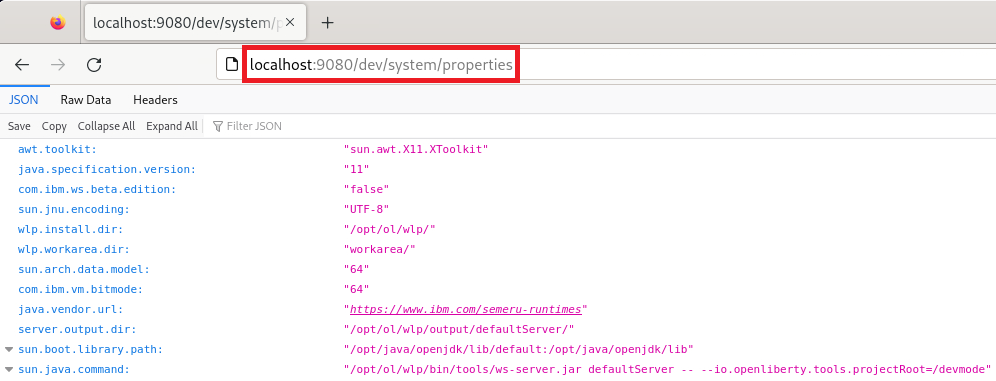 localhost:9080/dev/system/p
localhost:9080/dev/system/properties
JSON Raw Data Headers
Save Copy Collapse All Expand All Filter JSON
awt.toolkit: "sun.awt.X11.XToolkit"
java.specification.version: "11"
com.ibm.ws.beta.edition: "false"
sun.jnu.encoding: "UTF-8"
wlp.install.dir: "/opt/ol/wlp/"
wlp.workarea.dir: "workarea/"
sun.arch.data.model: "64"
com.ibm.vm.bitmode: "64"
java.vendor.url: "https://www.ibm.com/semeru-runtimes"
server.output.dir: "/opt/ol/wlp/output/defaultServer/"
sun.boot.library.path: "/opt/java/openjdk/lib/default:/opt/java/openjdk/lib"
sun.java.command: "/opt/ol/wlp/bin/tools/ws-server.jar defaultServer -- --io.openliberty.tools.projectRoot=/devmode"